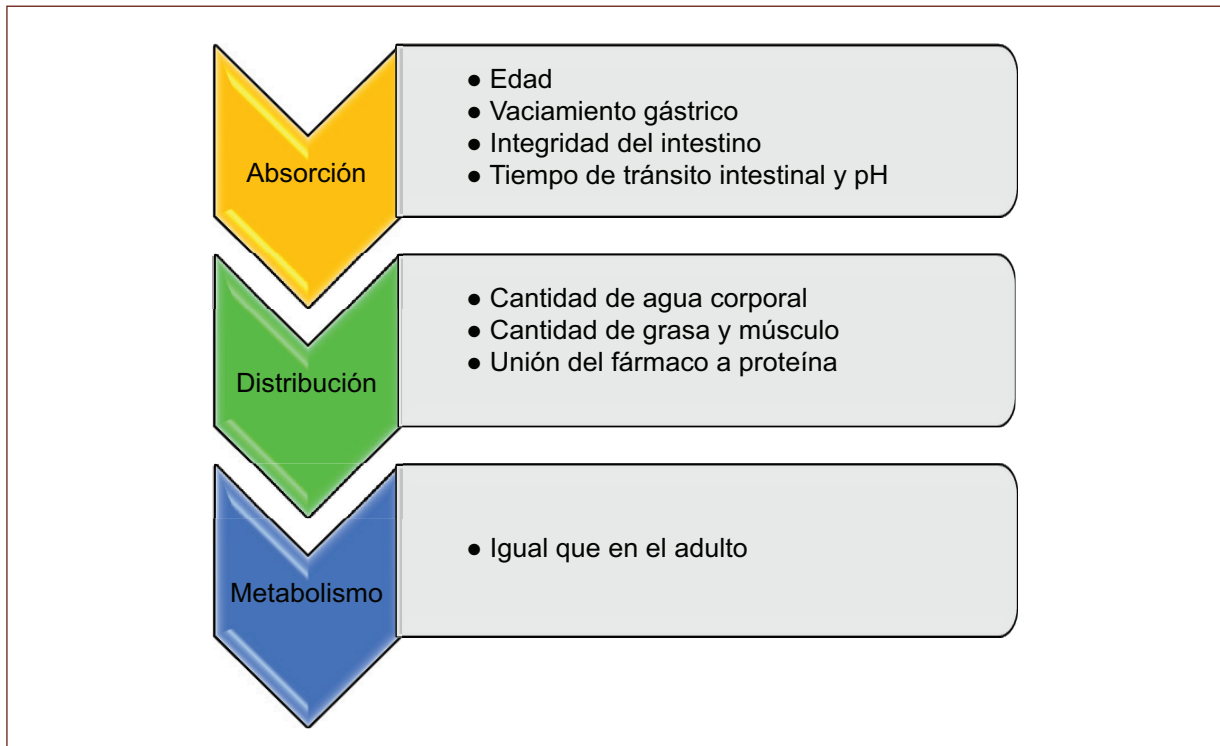 Absorción
● Edad
● Vaciamiento gástrico
● Integridad del intestino
● Tiempo de tránsito intestinal y pH
Distribución
● Cantidad de agua corporal
● Cantidad de grasa y músculo
● Unión del fármaco a proteína
Metabolismo
● Igual que en el adulto